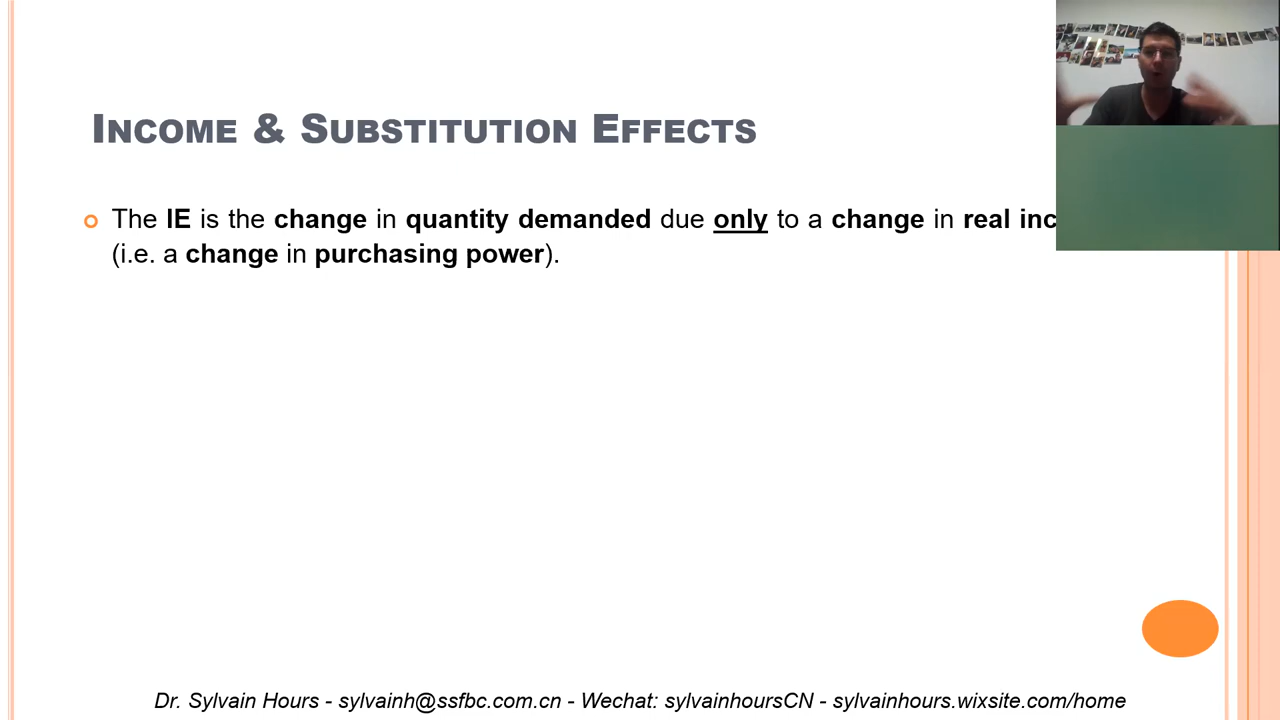 INCOME & SUBSTITUTION EFFECTS
The IE is the change in quantity demanded due only to a change in real inc
(i.e. a change in purchasing power).
Dr. Sylvain Hours - sylvainh@ssfbc.com.cn - Wechat: sylvainhoursCN - sylvainhours.wixsite.com/home